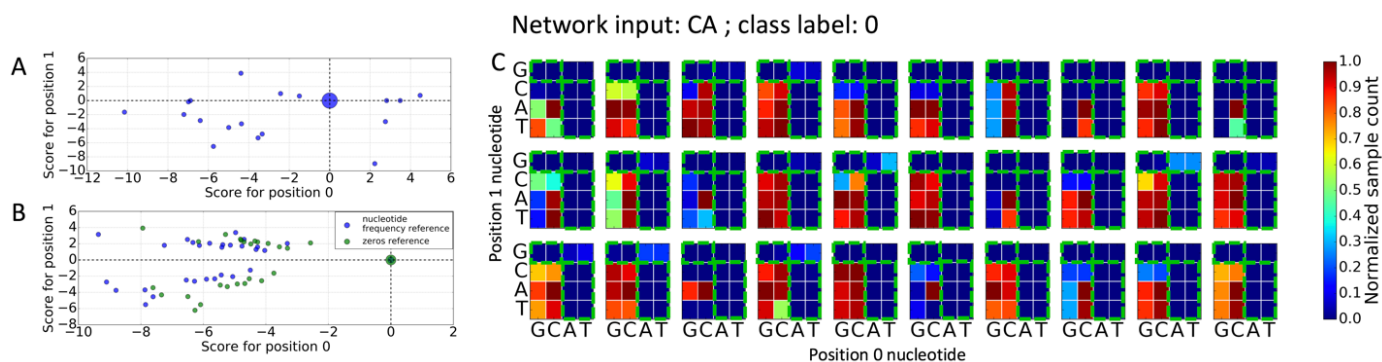 Network input: CA ; class label: 0
A
Score for position 1
6
4
2
0
−2
−4
−6
−8
−10
−12 −10 −8 −6 −4 −2 0 2 4 6
Score for position 0
B
Score for position 1
6
4
2
0
−2
−4
−6
−8
nucleotide
frequency reference
zeros reference
−10 −8 −6 −4 −2 0 2
Score for position 0
C
Position 1 nucleotide
G
C
A
T
G
C
A
T
G
C
A
T
GCAT GCAT GCAT GCAT GCAT GCAT GCAT GCAT GCAT GCAT
Position 0 nucleotide
1.0
0.9
0.8
0.7
0.6
0.5
0.4
0.3
0.2
0.1
0.0
Normalized sample count